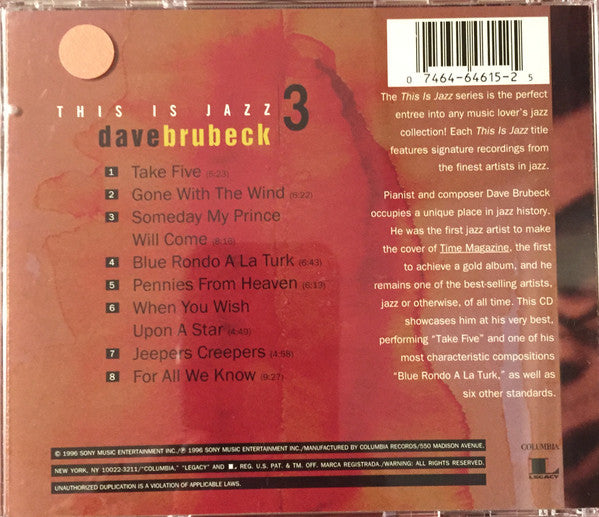 0 7464-64615-2 5
THIS IS JAZZ 3
davebrubeck
1 Take Five (5:23)
2 Gone With The Wind (6:22)
3 Someday My Prince
Will Come (8:16)
4 Blue Rondo A La Turk (6:43)
5 Pennies From Heaven (6:13)
6 When You Wish
Upon A Star (4:49)
7 Jeepers Creepers (4:58)
8 For All We Know (9:27)
The This Is Jazz series is the perfect
entree into any music lover's jazz
collection! Each This Is Jazz title
features signature recordings from
the finest artists in jazz.
Pianist and composer Dave Brubeck
occupies a unique place in jazz history.
He was the first jazz artist to make
the cover of Time Magazine, the first
to achieve a gold album, and he
remains one of the best-selling artists,
jazz or otherwise, of all time. This CD
showcases him at his very best,
performing "Take Five" and one of his
most characteristic compositions
"Blue Rondo A La Turk," as well as
six other standards.
© 1996 SONY MUSIC ENTERTAINMENT INC./℗ 1996 SONY MUSIC ENTERTAINMENT INC./MANUFACTURED BY COLUMBIA RECORDS/550 MADISON AVENUE,
NEW YORK, NY 10022-3211/"COLUMBIA," "LEGACY" AND L, REG. U.S. PAT. & TM. OFF. MARCA REGISTRADA./WARNING: ALL RIGHTS RESERVED.
UNAUTHORIZED DUPLICATION IS A VIOLATION OF APPLICABLE LAWS.
COLUMBIA
L
LEGACY